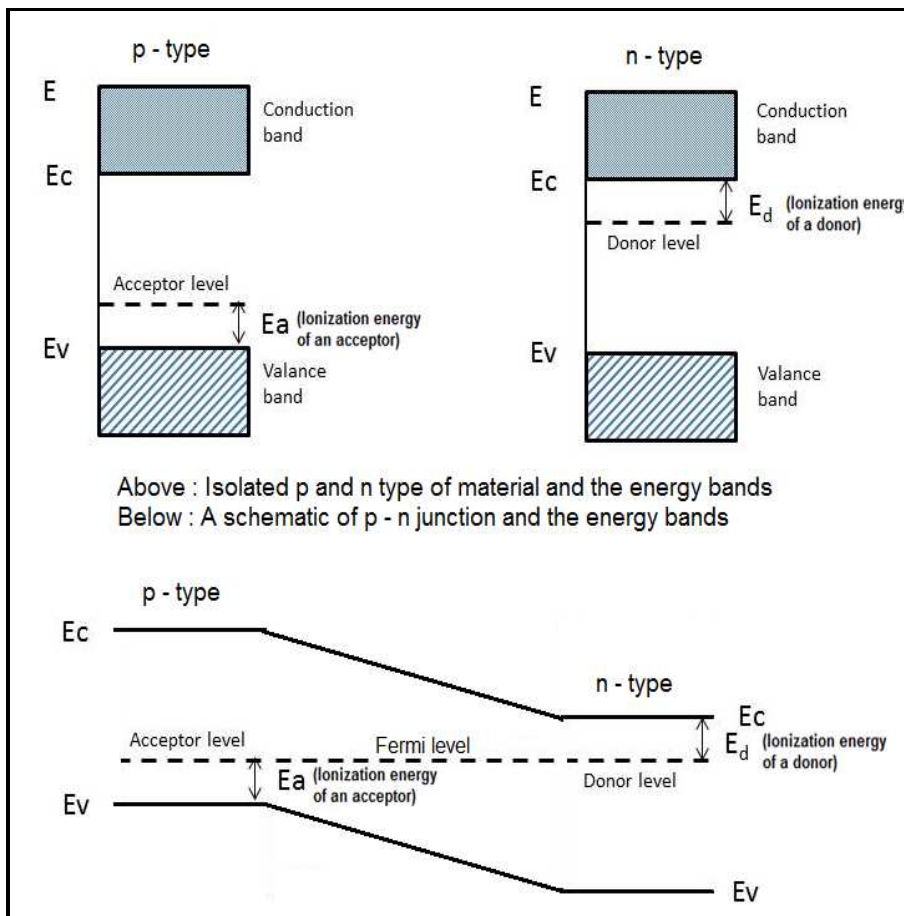 p - type
E
Conduction
band
Ec
Acceptor level
Ea (Ionization energy
of an acceptor)
Ev
Valance
band
n - type
E
Conduction
band
Ec
Ed (Ionization energy
of a donor)
Donor level
Ev
Valance
band
Above : Isolated p and n type of material and the energy bands
Below : A schematic of p - n junction and the energy bands
p - type
Ec
n - type
Ec
Ed (Ionization energy
of a donor)
Acceptor level
Fermi level
Donor level
Ea (Ionization energy
of an acceptor)
Ev
Ev